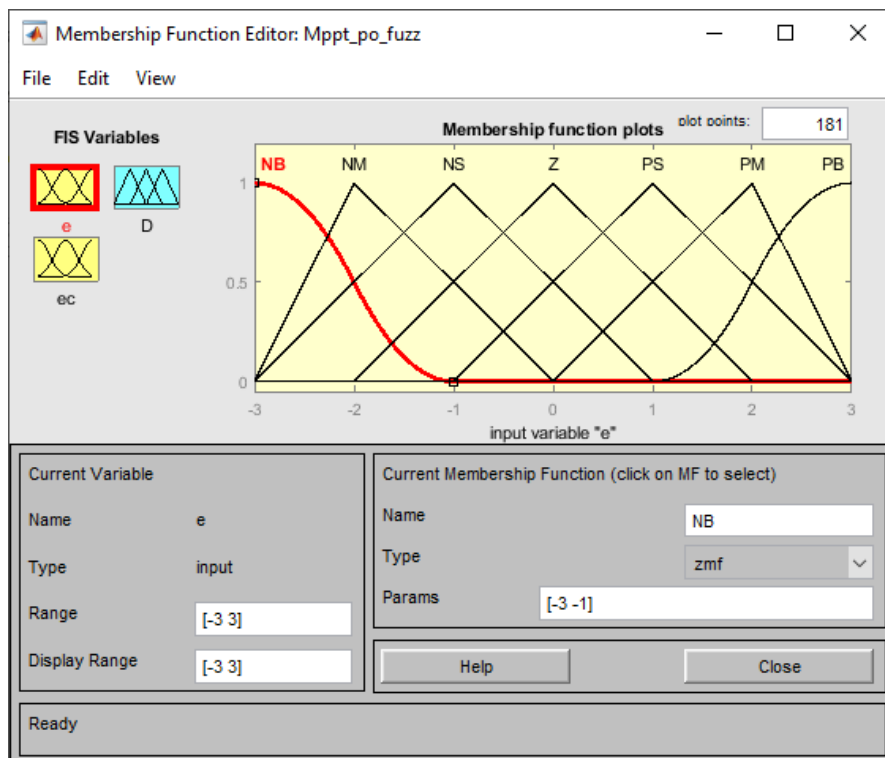 Membership Function Editor: Mppt_po_fuzz
File Edit View
FIS Variables
e
D
ec
Membership function plots
plot points:
181
NB NM NS Z PS PM PB
1
0.5
0
-3 -2 -1 0 1 2 3
input variable "e"
Current Variable
Name e
Type input
Range [-3 3]
Display Range [-3 3]
Current Membership Function (click on MF to select)
Name NB
Type zmf
Params [-3 -1]
Help Close
Ready